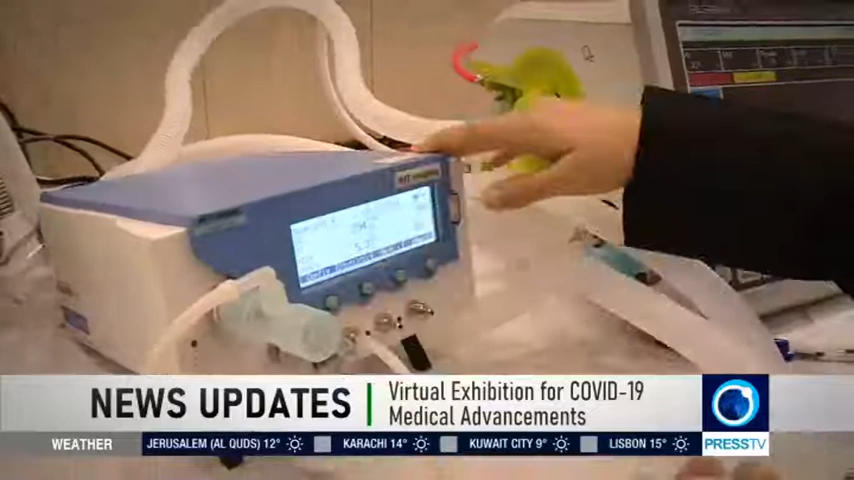 NEWS UPDATES
Virtual Exhibition for COVID-19
Medical Advancements
PRESSTV
WEATHER
JERUSALEM (AL QUDS) 12° KARACHI 14° KUWAIT CITY 9° LISBON 15°